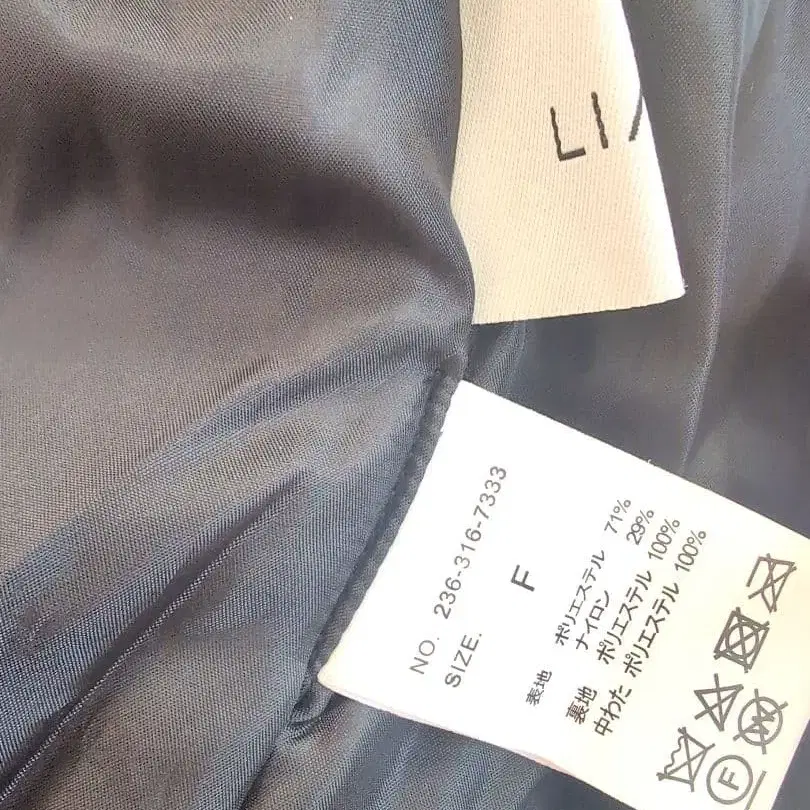 LI
NO. 236-316-7333
SIZE. F
表地 ポリエステル 71%
ナイロン 29%
裏地 ポリエステル 100%
中わた ポリエステル 100%
W
F